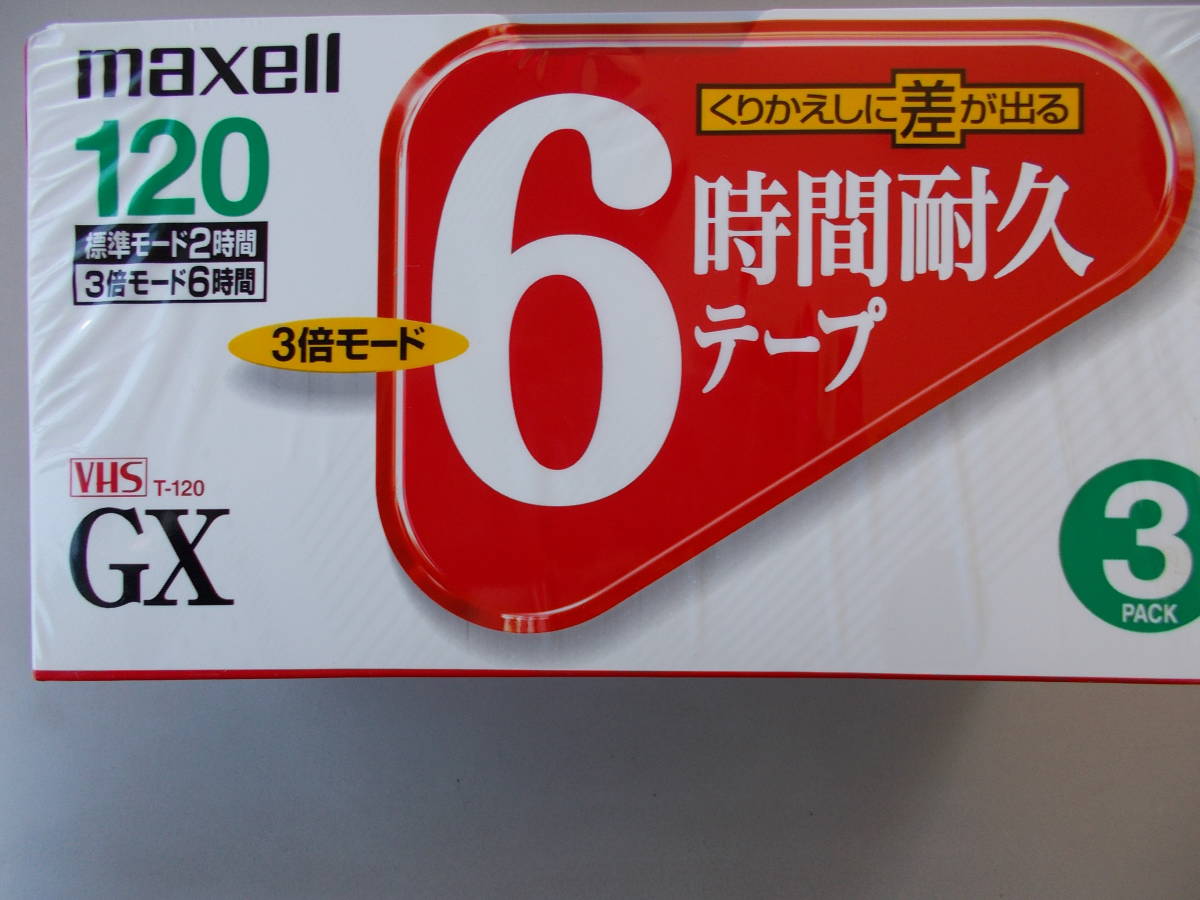 maxell
120
標準モード2時間
3倍モード6時間
3倍モード
くりかえしに差が出る
6時間耐久
テープ
VHS T-120
GX
3
PACK